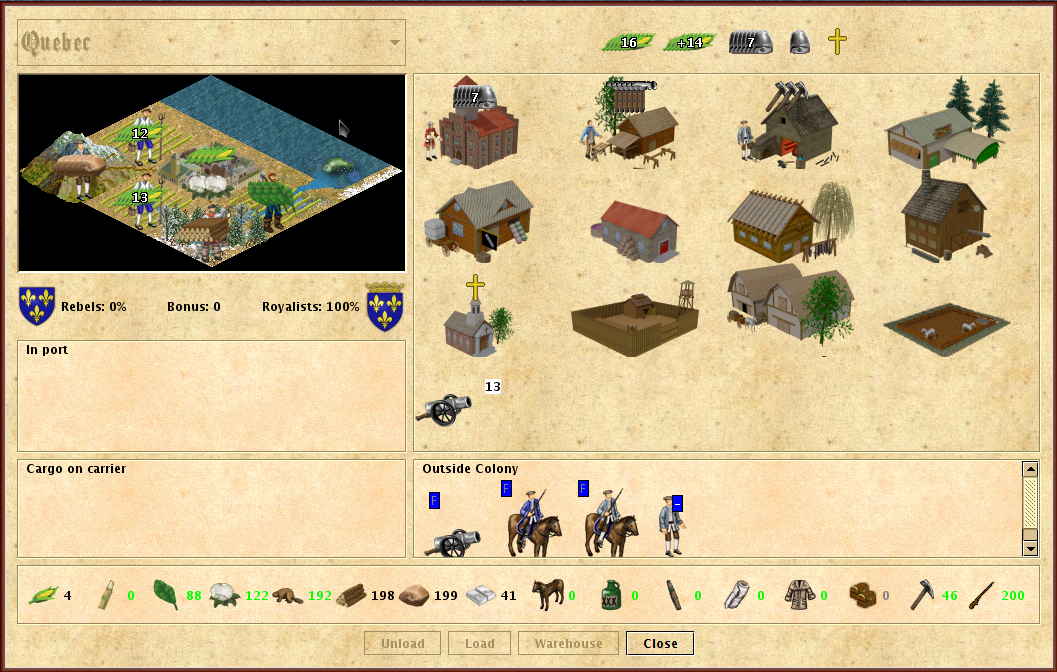 Quebec
16 +14 7
7
12
13
Rebels: 0% Bonus: 0 Royalists: 100%
In port
13
Cargo on carrier
Outside Colony
F F F -
XXX
4 0 88 122 192 198 199 41 0 0 0 0 0 0 46 200
Unload Load Warehouse Close